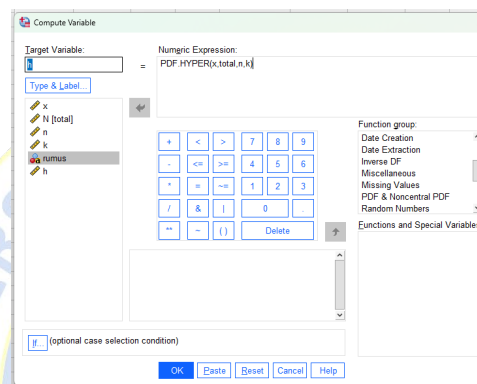 Compute Variable
Target Variable:
h
=
Numeric Expression:
PDF.HYPER(x,total,n,k)
Type & Label...
x
N [total]
n
k
rumus
h
+ < > 7 8 9
- <= >= 4 5 6
* = ~= 1 2 3
/ & | 0 .
** ~ ( ) Delete
Function group:
Date Creation
Date Extraction
Inverse DF
Miscellaneous
Missing Values
PDF & Noncentral PDF
Random Numbers
Functions and Special Variables
If... (optional case selection condition)
OK Paste Reset Cancel Help